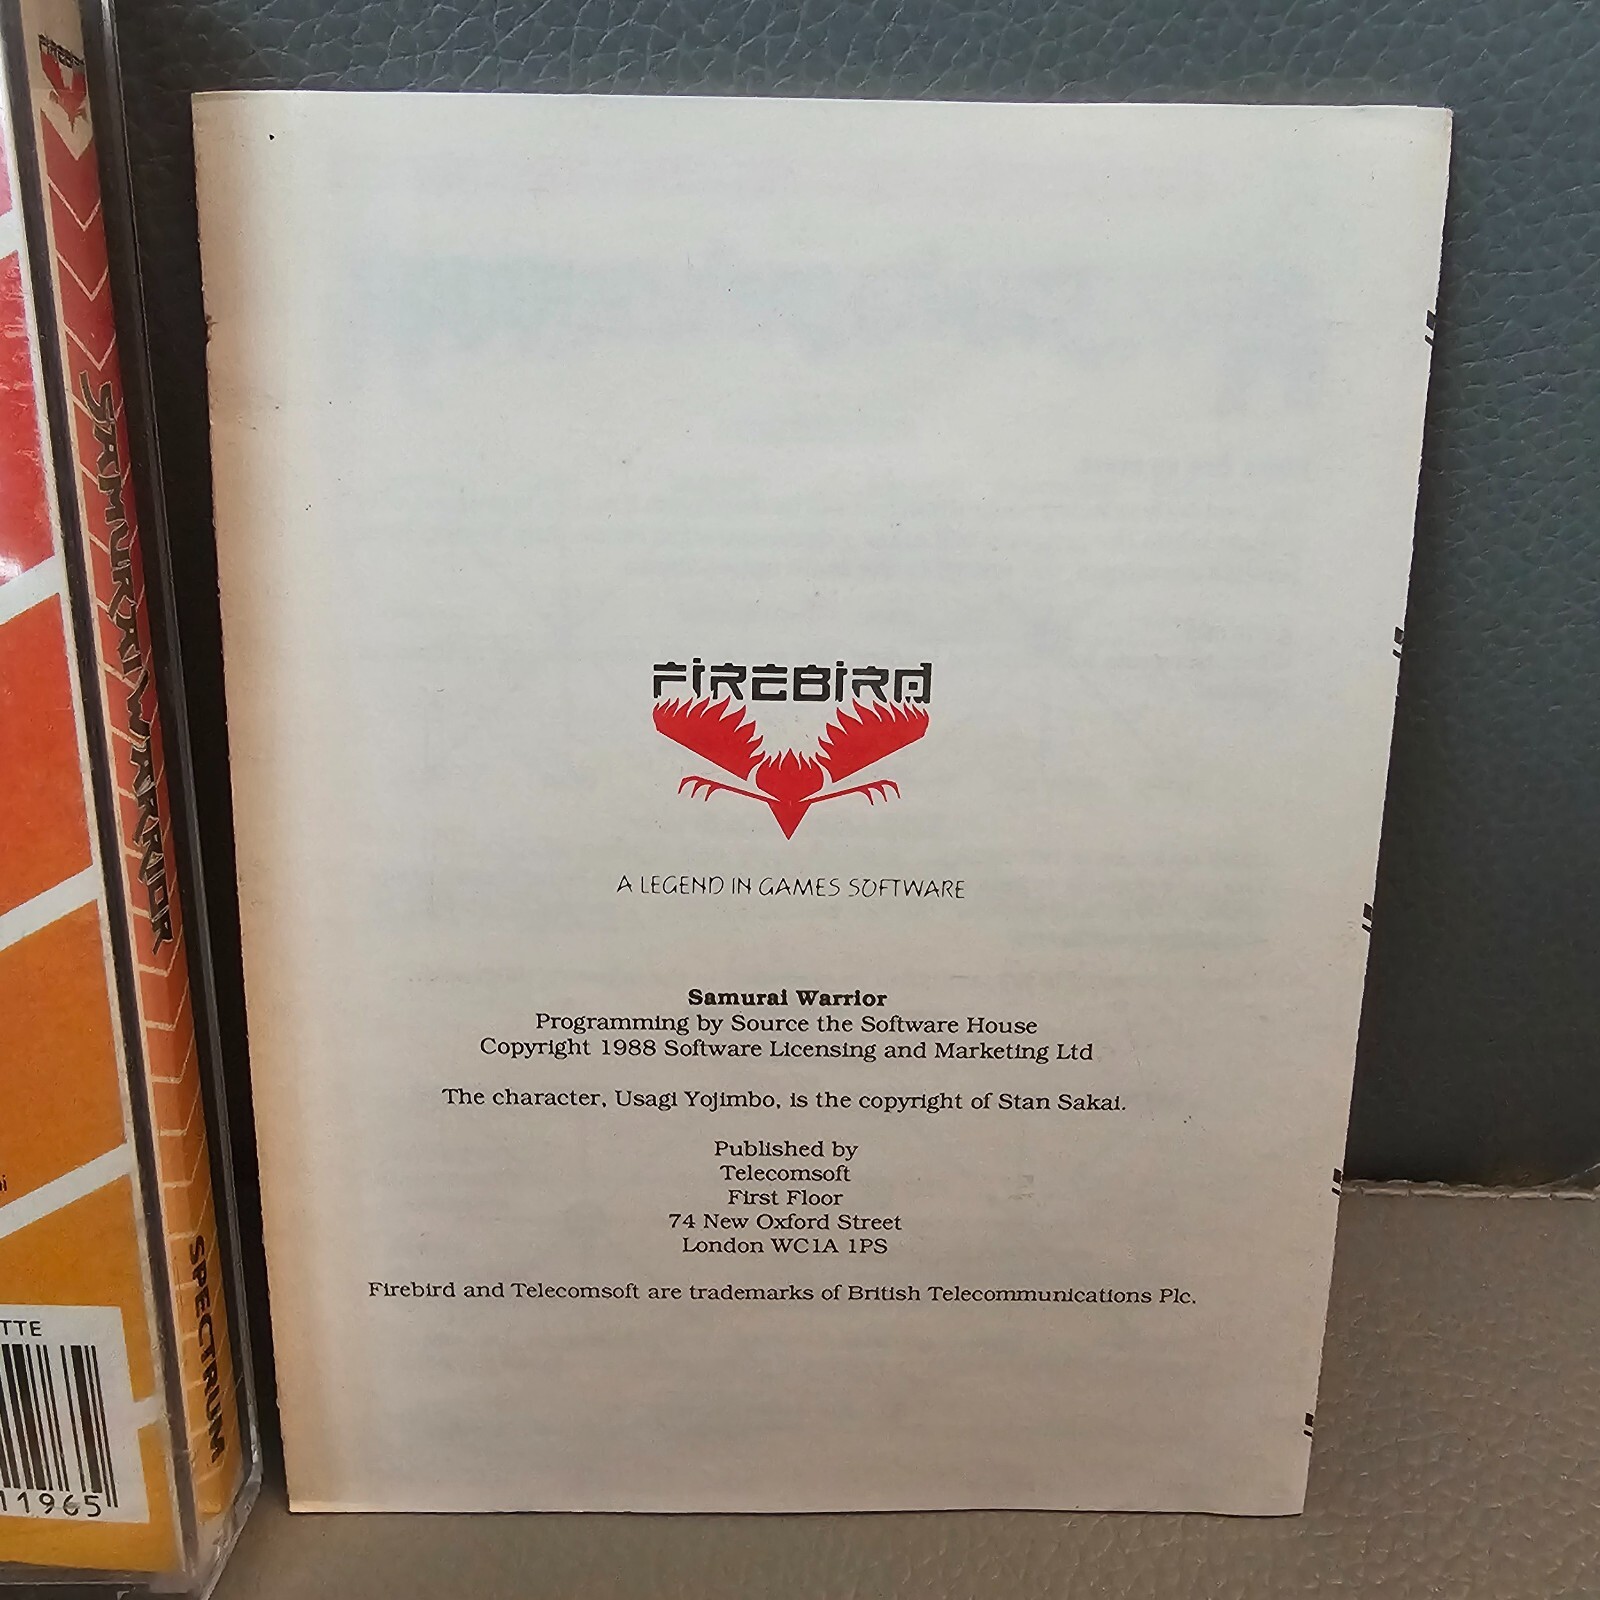 FIREBIRD
SAMURAI WARRIOR
SPECTRUM
TTE
11965
FIREBIRD
A LEGEND IN GAMES SOFTWARE
Samurai Warrior
Programming by Source the Software House
Copyright 1988 Software Licensing and Marketing Ltd
The character, Usagi Yojimbo, is the copyright of Stan Sakai.
Published by
Telecomsoft
First Floor
74 New Oxford Street
London WC1A 1PS
Firebird and Telecomsoft are trademarks of British Telecommunications Plc.